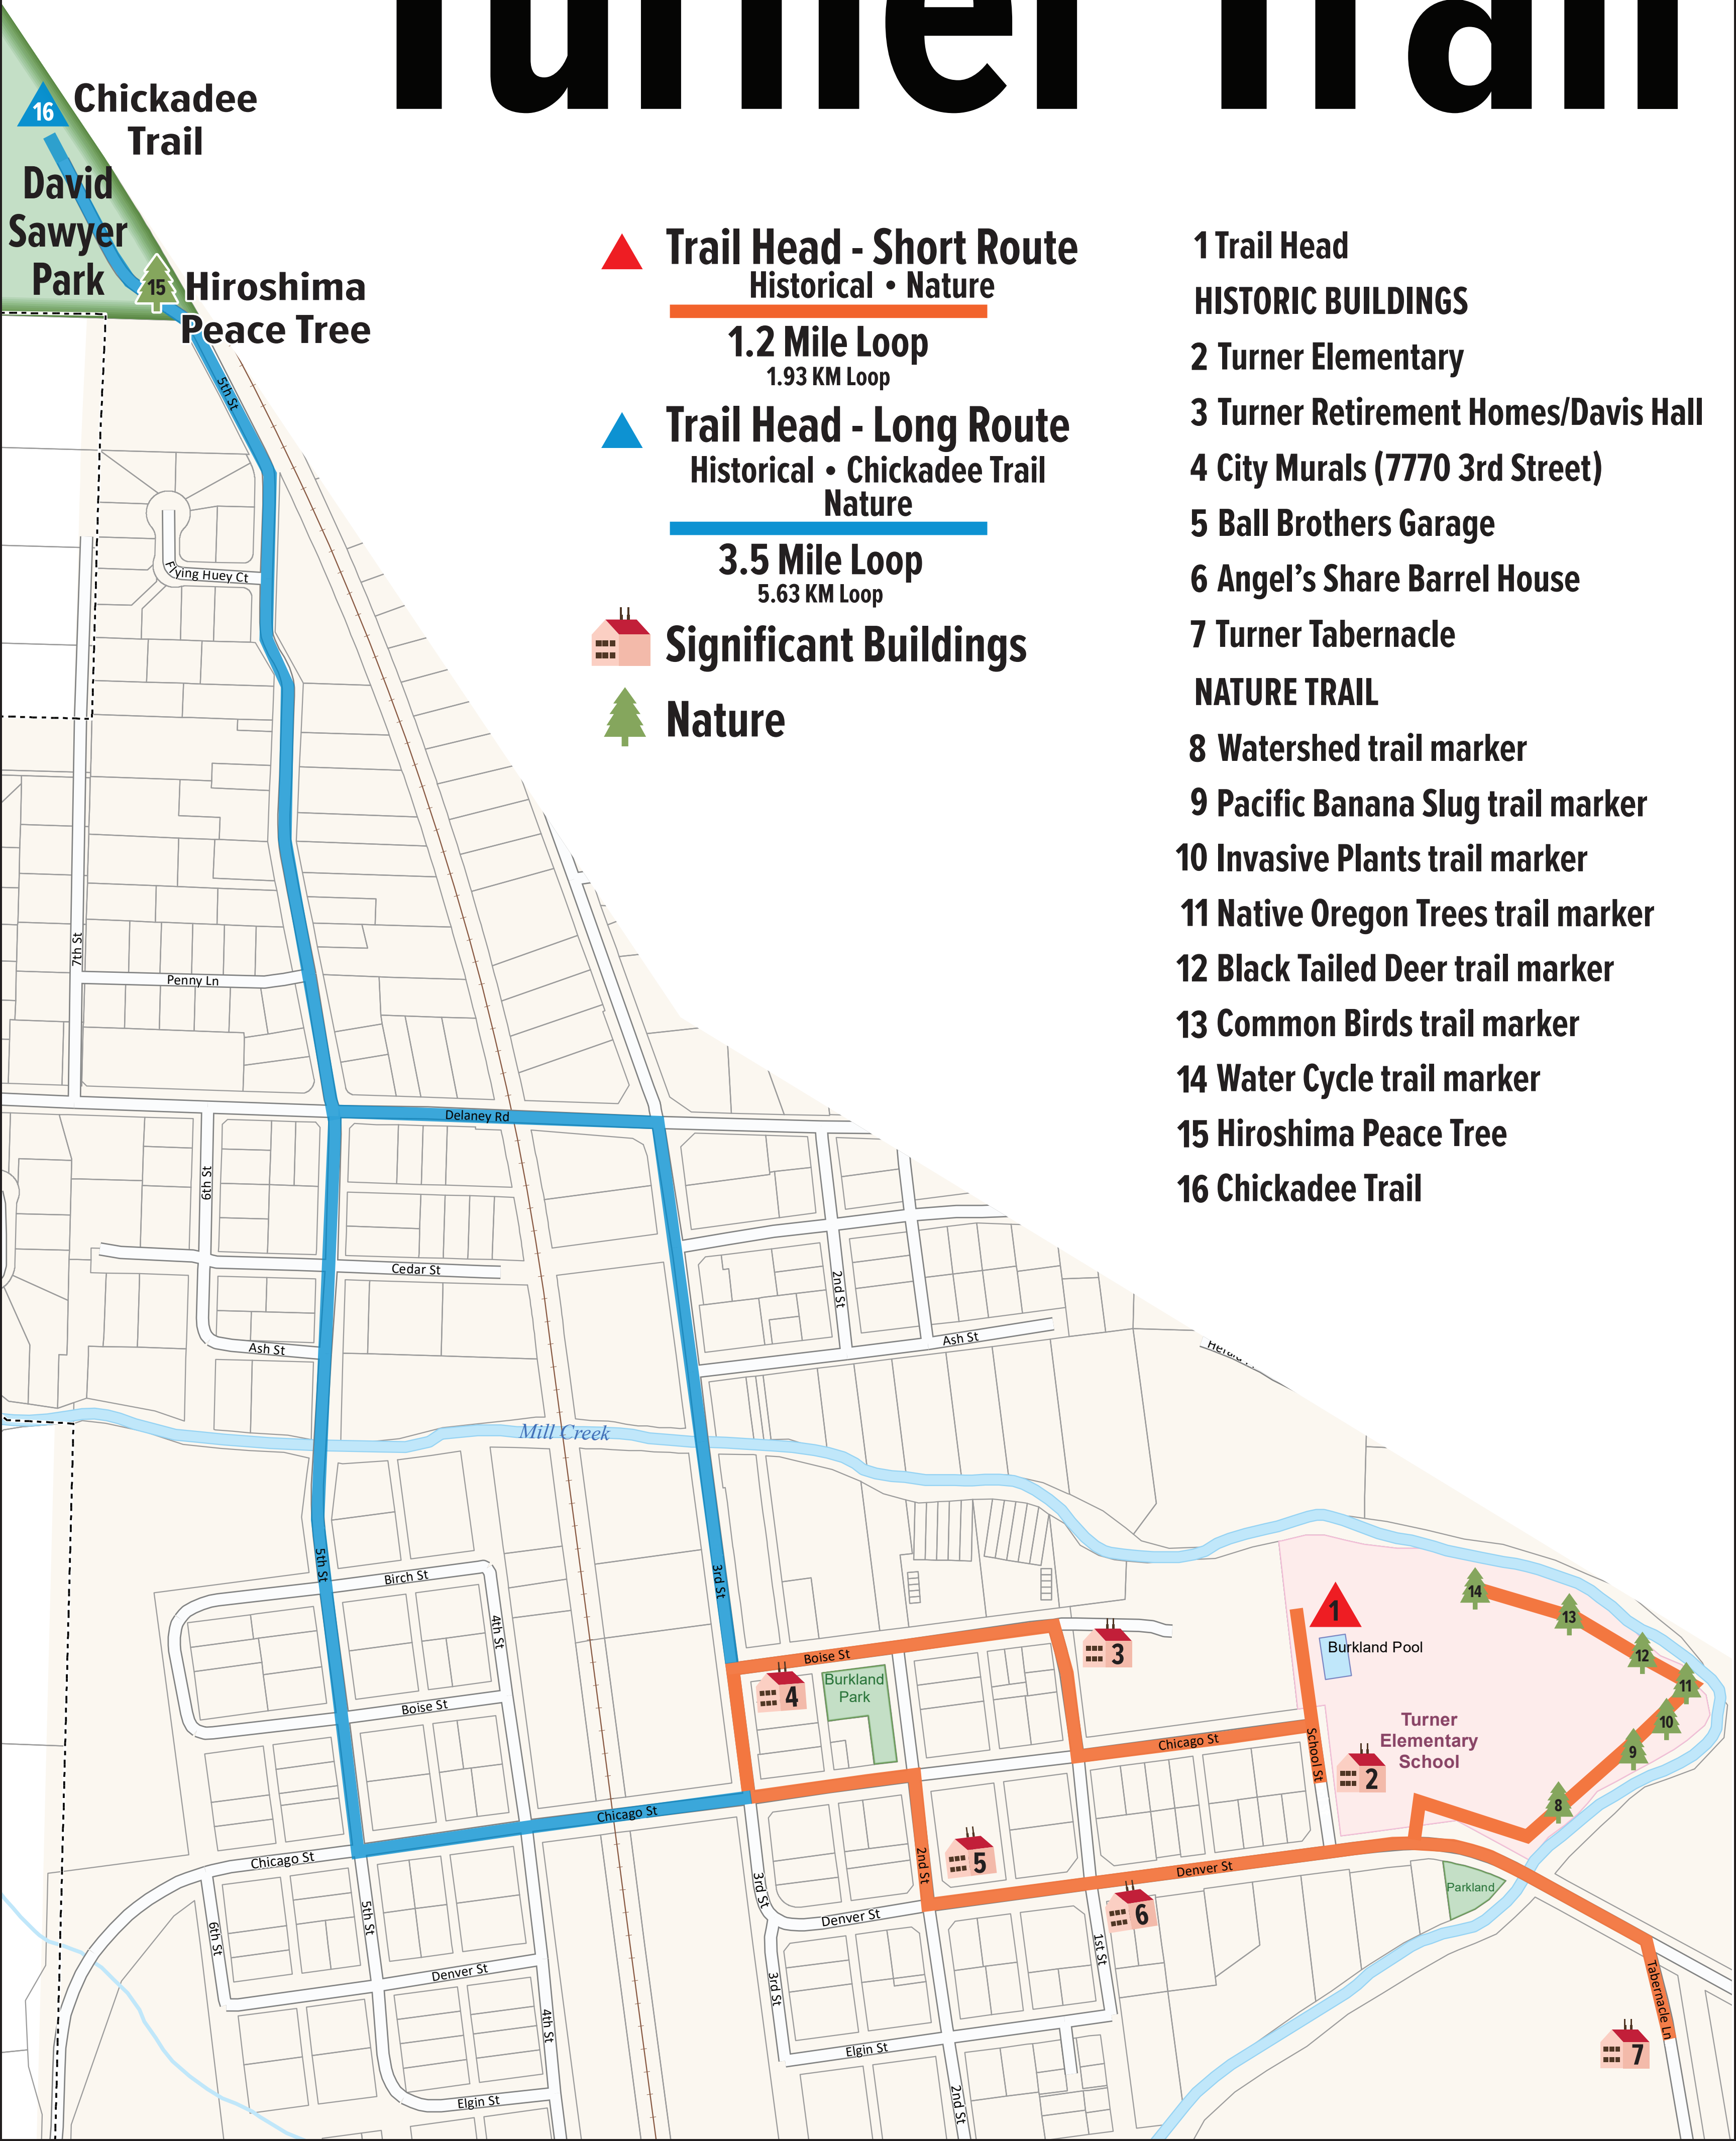 Turner Trail
16
Chickadee
Trail
David
Sawyer
Park
15
Hiroshima
Peace Tree
Trail Head - Short Route
Historical • Nature
1.2 Mile Loop
1.93 KM Loop
Trail Head - Long Route
Historical • Chickadee Trail
Nature
3.5 Mile Loop
5.63 KM Loop
Significant Buildings
Nature
1 Trail Head
HISTORIC BUILDINGS
2 Turner Elementary
3 Turner Retirement Homes/Davis Hall
4 City Murals (7770 3rd Street)
5 Ball Brothers Garage
6 Angel's Share Barrel House
7 Turner Tabernacle
NATURE TRAIL
8 Watershed trail marker
9 Pacific Banana Slug trail marker
10 Invasive Plants trail marker
11 Native Oregon Trees trail marker
12 Black Tailed Deer trail marker
13 Common Birds trail marker
14 Water Cycle trail marker
15 Hiroshima Peace Tree
16 Chickadee Trail
5th St
Flying Huey Ct
7th St
Penny Ln
Delaney Rd
6th St
Cedar St
2nd St
Ash St
Ash St
Mill Creek
5th St
Birch St
3rd St
4th St
14
1
13
Burkland Pool
12
3
Boise St
11
4
Burkland
Park
Boise St
10
Turner
Elementary
School
Chicago St
School St
9
2
8
Chicago St
Chicago St
5
2nd St
Denver St
3rd St
Parkland
6
Denver St
5th St
6th St
1st St
Denver St
3rd St
Tabernacle Ln
4th St
Elgin St
7
Elgin St
2nd St